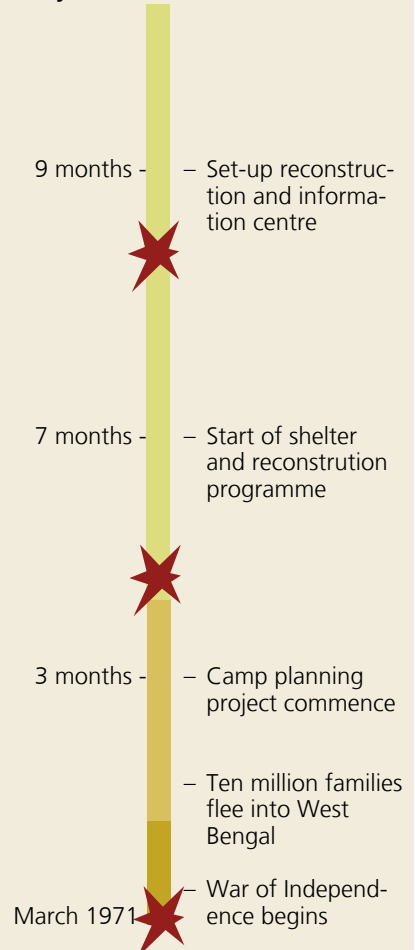 9 months - – Set-up reconstruc-
tion and informa-
tion centre
7 months - – Start of shelter
and reconstrution
programme
3 months - – Camp planning
project commence
– Ten million families
flee into West
Bengal
– War of Independ-
March 1971 ence begins